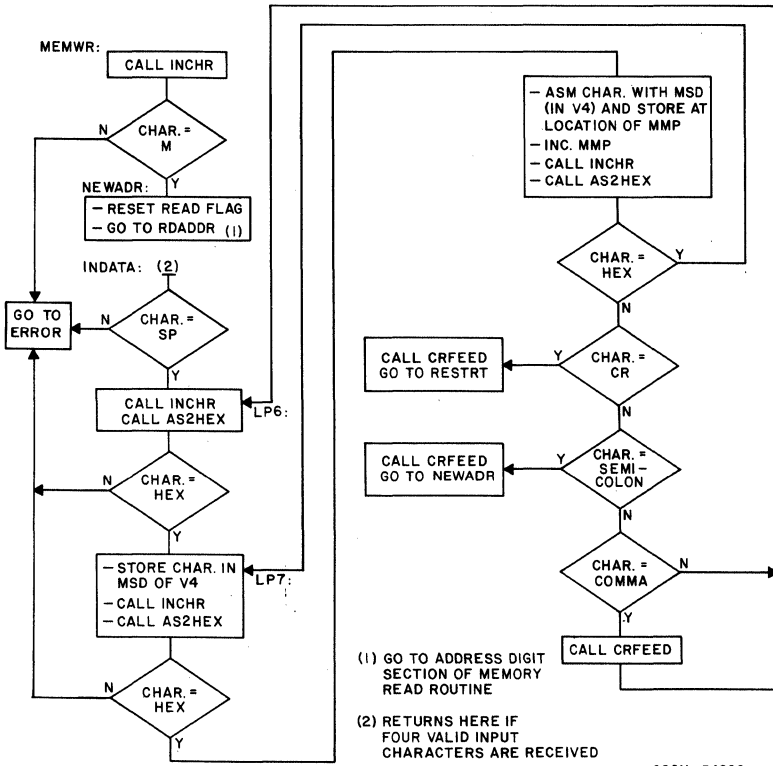 MEMWR:
CALL INCHR
N
CHAR. =
M
Y
NEWADR:
– RESET READ FLAG
– GO TO RDADDR (1)
INDATA: (2)
GO TO
ERROR
N
CHAR. =
SP
Y
CALL INCHR
CALL AS2HEX
LP6:
N
CHAR. =
HEX
Y
– STORE CHAR. IN
MSD OF V4
– CALL INCHR
– CALL AS2HEX
LP7:
N
CHAR. =
HEX
Y
– ASM CHAR. WITH MSD
(IN V4) AND STORE AT
LOCATION OF MMP
– INC. MMP
– CALL INCHR
– CALL AS2HEX
CHAR. =
HEX
Y
N
CALL CRFEED
GO TO RESTRT
Y
CHAR. =
CR
N
CALL CRFEED
GO TO NEWADR
Y
CHAR. =
SEMI-
COLON
N
CHAR. =
COMMA
N
Y
CALL CRFEED
(1) GO TO ADDRESS DIGIT
SECTION OF MEMORY
READ ROUTINE
(2) RETURNS HERE IF
FOUR VALID INPUT
CHARACTERS ARE RECEIVED